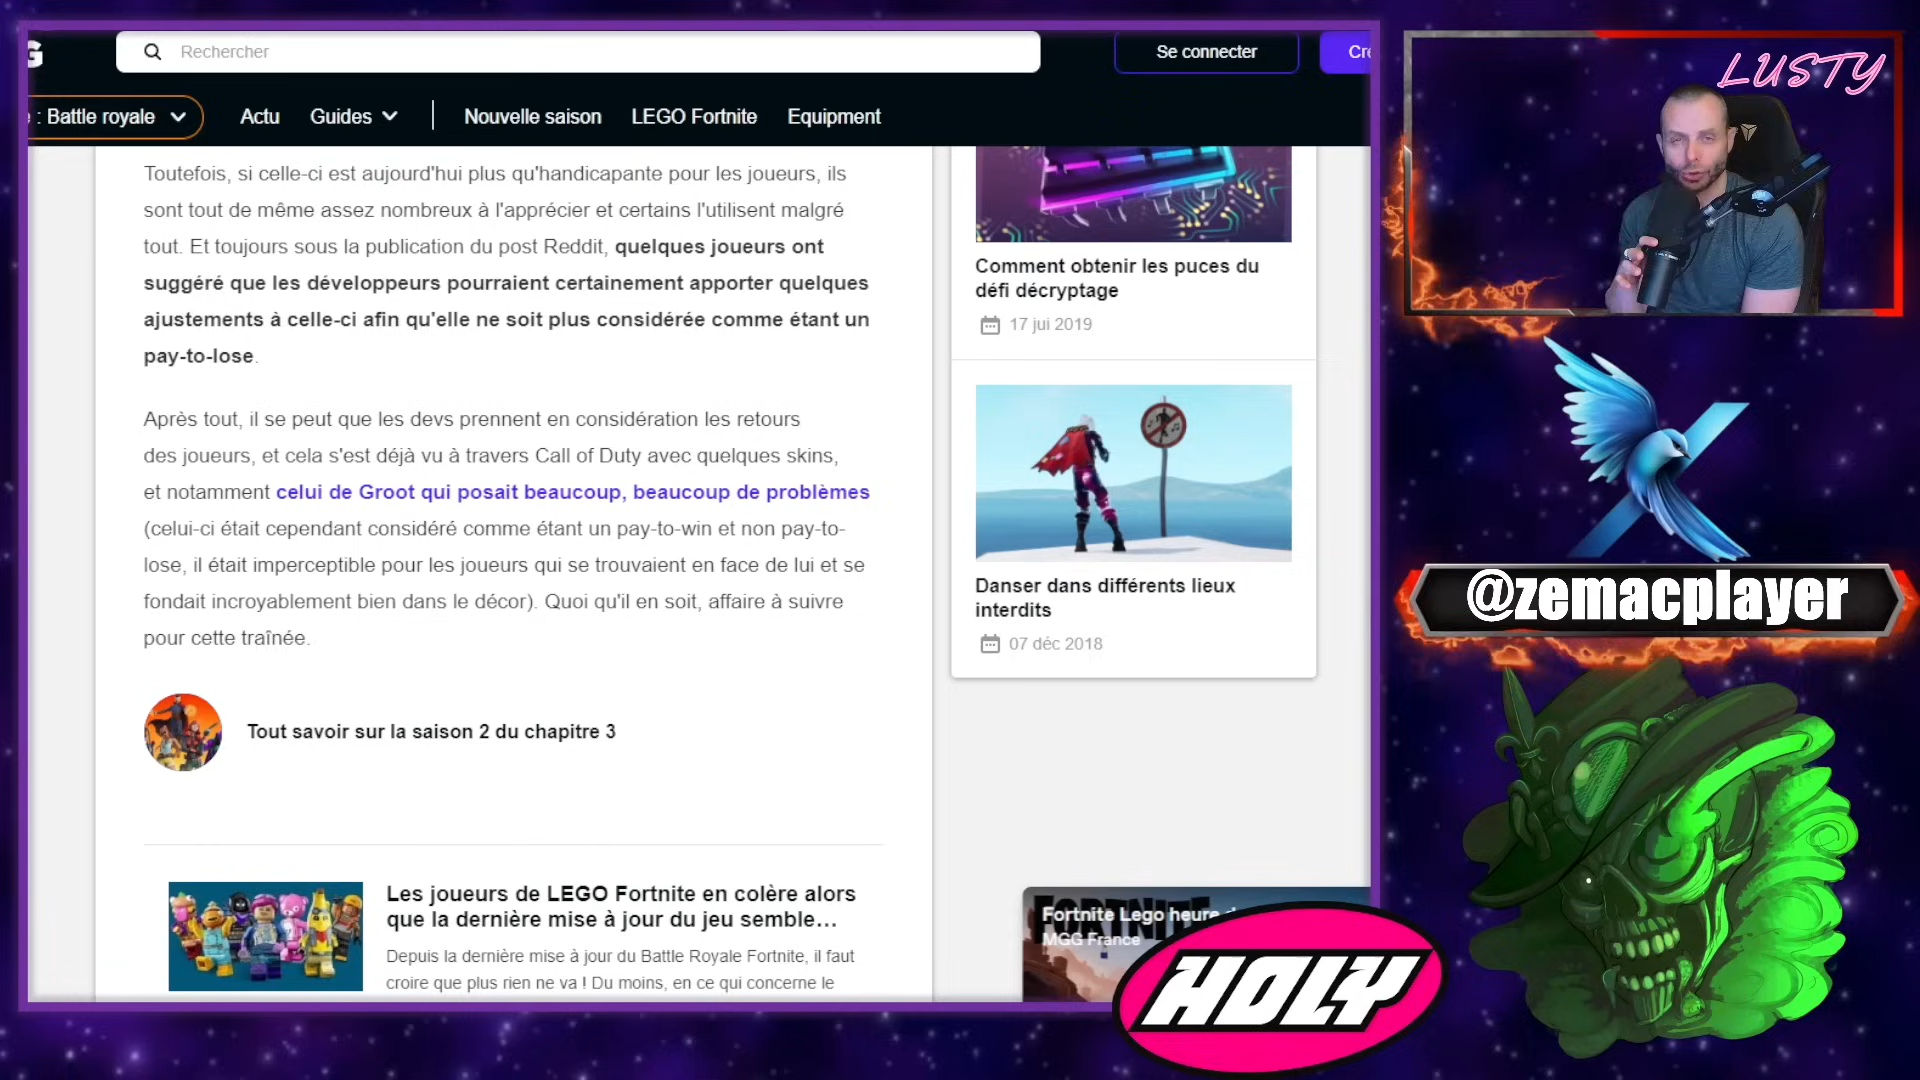 G
Rechercher
Se connecter
Cré
e : Battle royale
Actu
Guides
Nouvelle saison
LEGO Fortnite
Equipment
Toutefois, si celle-ci est aujourd'hui plus qu'handicapante pour les joueurs, ils
sont tout de même assez nombreux à l'apprécier et certains l'utilisent malgré
tout. Et toujours sous la publication du post Reddit, quelques joueurs ont
suggéré que les développeurs pourraient certainement apporter quelques
ajustements à celle-ci afin qu'elle ne soit plus considérée comme étant un
pay-to-lose.
Après tout, il se peut que les devs prennent en considération les retours
des joueurs, et cela s'est déjà vu à travers Call of Duty avec quelques skins,
et notamment celui de Groot qui posait beaucoup, beaucoup de problèmes
(celui-ci était cependant considéré comme étant un pay-to-win et non pay-to-
lose, il était imperceptible pour les joueurs qui se trouvaient en face de lui et se
fondait incroyablement bien dans le décor). Quoi qu'il en soit, affaire à suivre
pour cette traînée.
Tout savoir sur la saison 2 du chapitre 3
Les joueurs de LEGO Fortnite en colère alors
que la dernière mise à jour du jeu semble...
Depuis la dernière mise à jour du Battle Royale Fortnite, il faut
croire que plus rien ne va ! Du moins, en ce qui concerne le
Comment obtenir les puces du
défi décryptage
17 jui 2019
Danser dans différents lieux
interdits
07 déc 2018
FORTNITE
Fortnite Lego heure d
MGG France
HOLY
LUSTY
@zemacplayer